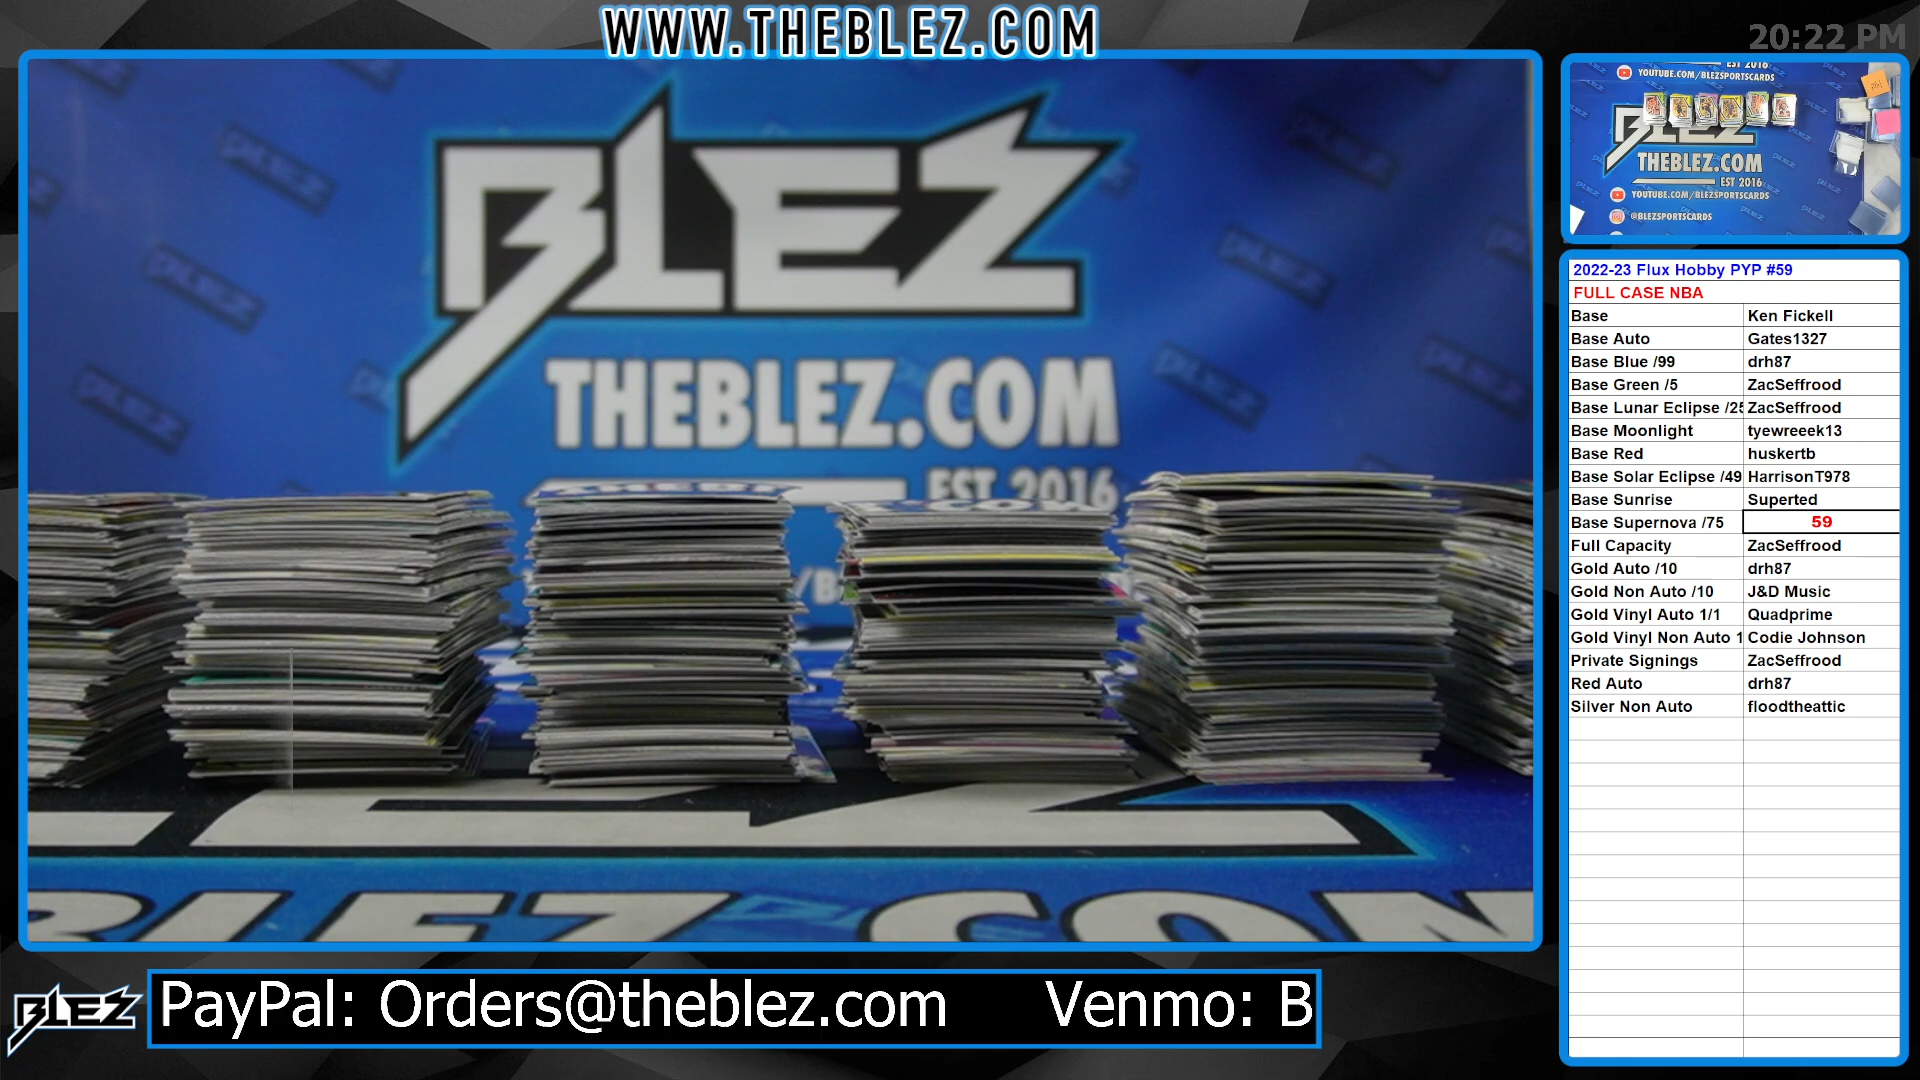 WWW.THEBLEZ.COM
20:22 PM
BLEZ
THEBLEZ.COM
EST 2016
EST 2016
YOUTUBE.COM/BLEZSPORTSCARDS
BLEZ
THEBLEZ.COM
EST 2016
YOUTUBE.COM/BLEZSPORTSCARDS
@BLEZSPORTSCARDS
2022-23 Flux Hobby PYP #59
FULL CASE NBA
Base Ken Fickell
Base Auto Gates1327
Base Blue /99 drh87
Base Green /5 ZacSeffrood
Base Lunar Eclipse /25 ZacSeffrood
Base Moonlight tyewreeek13
Base Red huskertb
Base Solar Eclipse /49 HarrisonT978
Base Sunrise Superted
Base Supernova /75 59
Full Capacity ZacSeffrood
Gold Auto /10 drh87
Gold Non Auto /10 J&D Music
Gold Vinyl Auto 1/1 Quadprime
Gold Vinyl Non Auto 1 Codie Johnson
Private Signings ZacSeffrood
Red Auto drh87
Silver Non Auto floodtheattic
BLEZ
PayPal: Orders@theblez.com Venmo: B